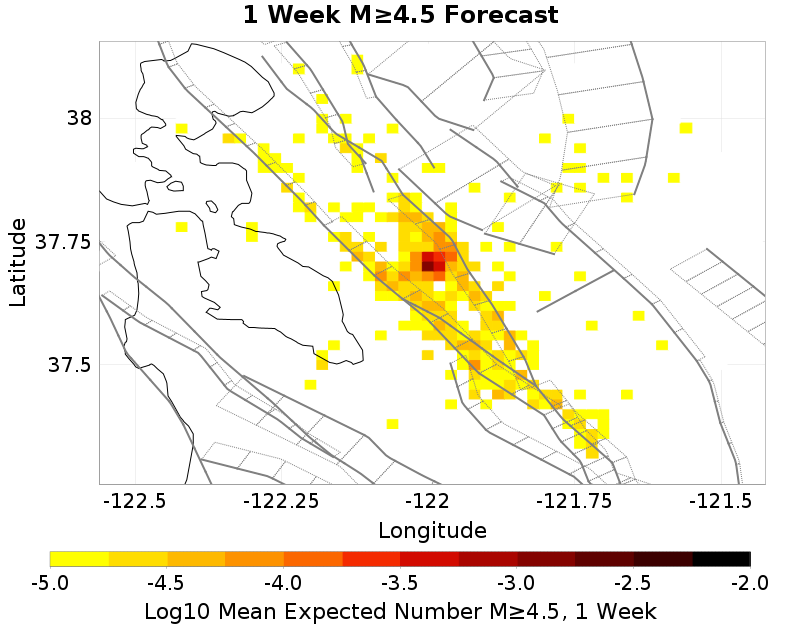 1 Week M≥4.5 Forecast
38
37.75
37.5
Latitude
-122.5 -122.25 -122 -121.75 -121.5
Longitude
-5.0 -4.5 -4.0 -3.5 -3.0 -2.5 -2.0
Log10 Mean Expected Number M≥4.5, 1 Week